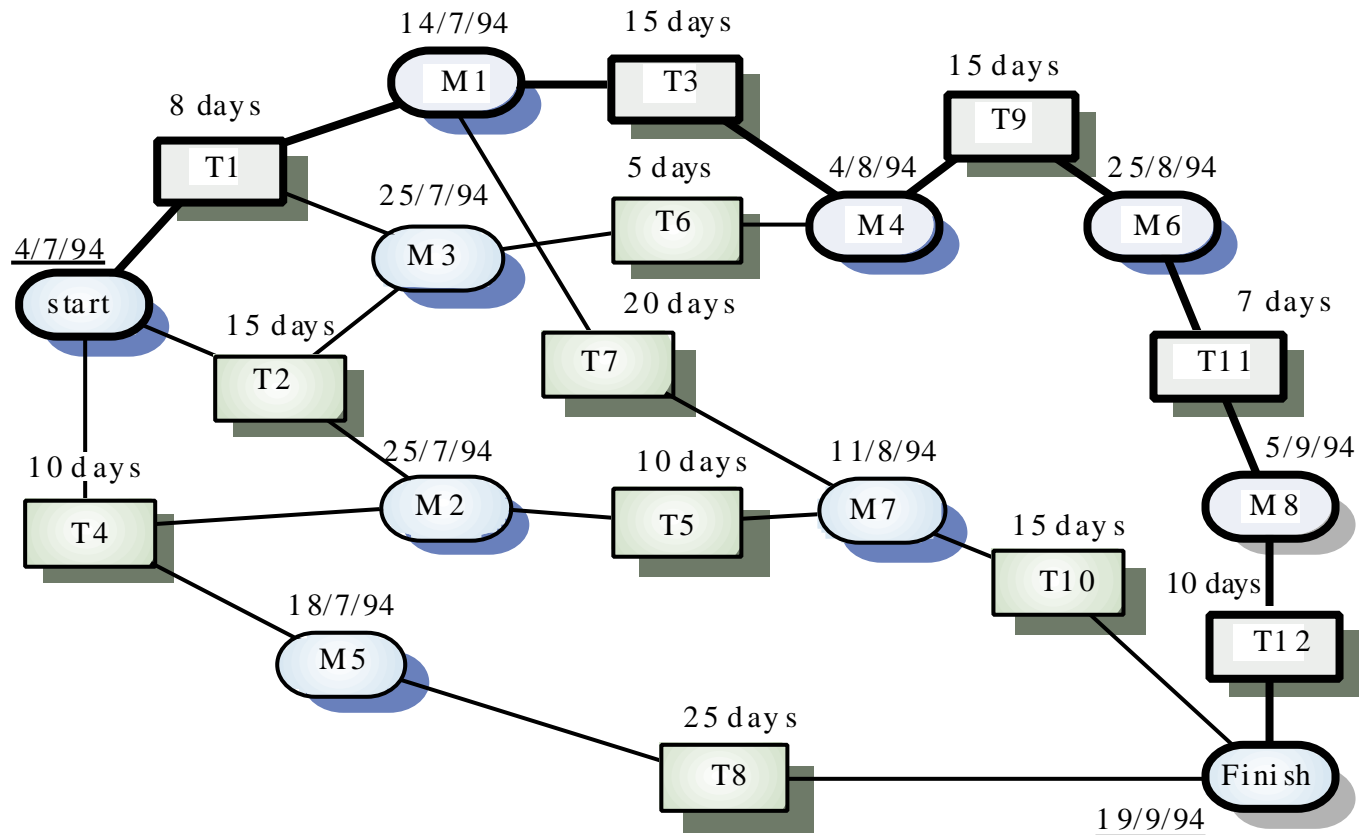 14/7/94
15 days
M1
T3
15 days
T9
8 days
T1
25/7/94
5 days
4/8/94
25/8/94
M3
T6
M4
M6
4/7/94
start
15 days
20 days
7 days
T2
T7
T11
25/7/94
10 days
10 days
11/8/94
5/9/94
T4
M2
T5
M7
M8
15 days
T10
10 days
18/7/94
T12
M5
25 days
T8
Finish
19/9/94